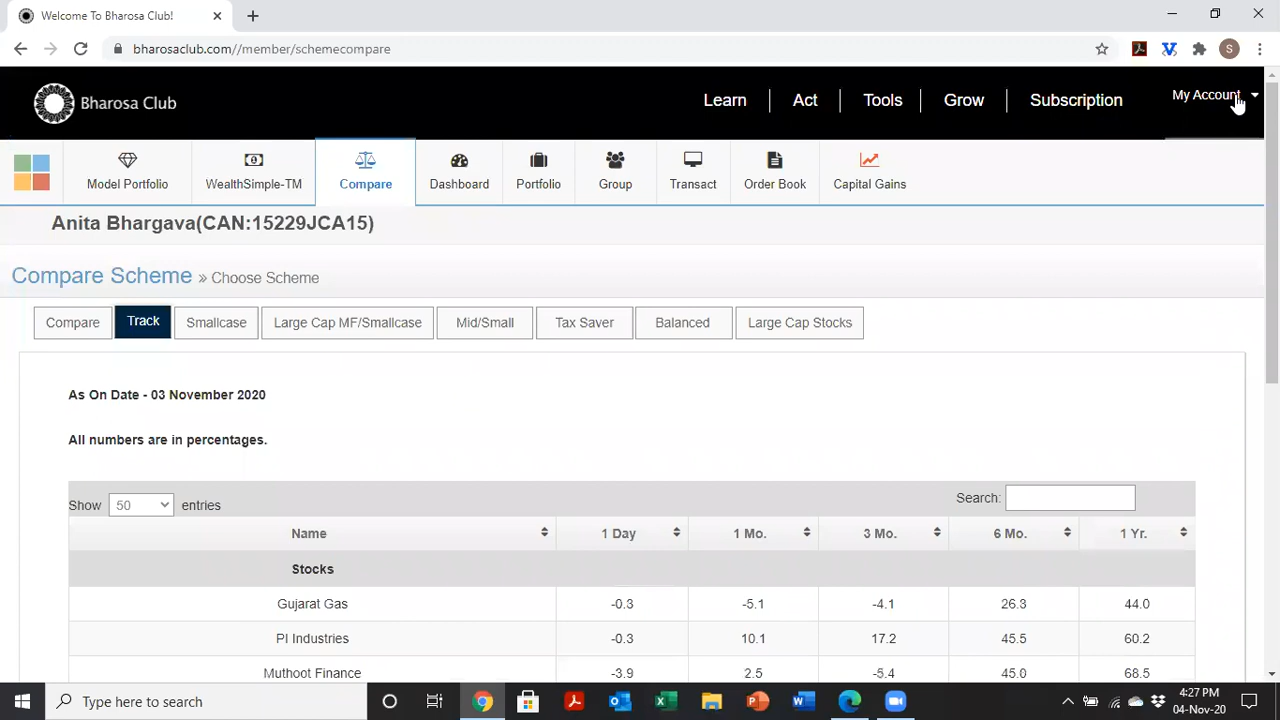 Welcome To Bharosa Club!
bharosaclub.com//member/schemecompare
S
Bharosa Club
Learn Act Tools Grow Subscription My Account
Model Portfolio WealthSimple-TM Compare Dashboard Portfolio Group Transact Order Book Capital Gains
Anita Bhargava(CAN:15229JCA15)
Compare Scheme » Choose Scheme
Compare Track Smallcase Large Cap MF/Smallcase Mid/Small Tax Saver Balanced Large Cap Stocks
As On Date - 03 November 2020
All numbers are in percentages.
Show 50 entries Search:
Name 1 Day 1 Mo. 3 Mo. 6 Mo. 1 Yr.
Stocks
Gujarat Gas -0.3 -5.1 -4.1 26.3 44.0
PI Industries -0.3 10.1 17.2 45.5 60.2
Muthoot Finance -3.9 2.5 -5.4 45.0 68.5
Type here to search
4:27 PM
04-Nov-20